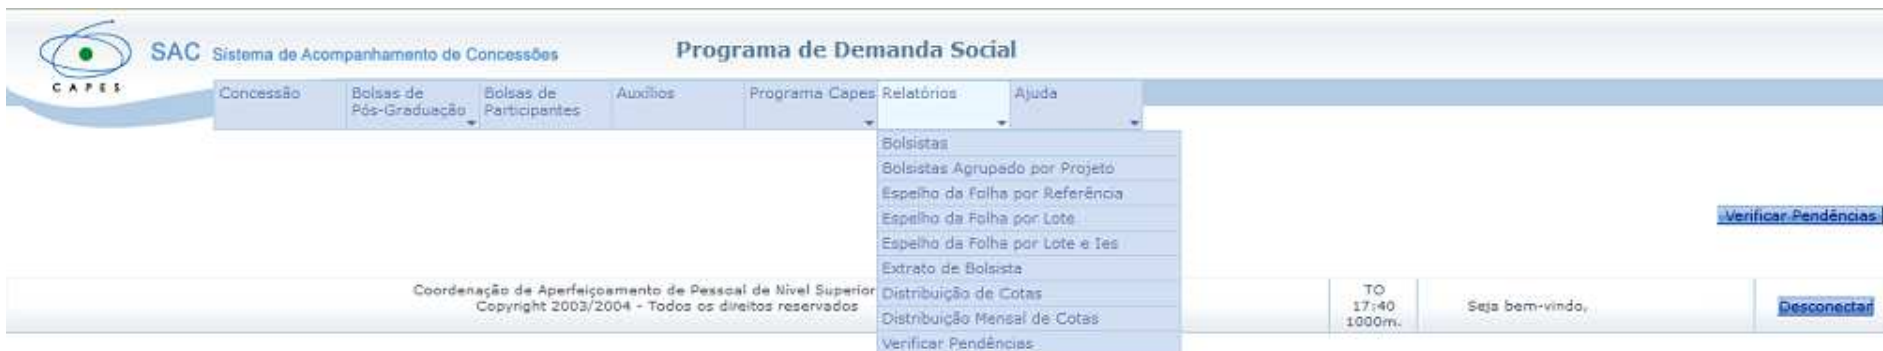 SAC Sistema de Acompanhamento de Concessões
Programa de Demanda Social
CAPES
Concessão
Bolsas de
Pós-Graduação
Bolsas de
Participantes
Auxílios
Programa Capes
Relatórios
Ajuda
Bolsistas
Bolsistas Agrupado por Projeto
Espelho da Folha por Referência
Espelho da Folha por Lote
Espelho da Folha por Lote e Ies
Extrato de Bolsista
Distribuição de Cotas
Distribuição Mensal de Cotas
Verificar Pendências
Verificar Pendências
Coordenação de Aperfeiçoamento de Pessoal de Nível Superior
Copyright 2003/2004 - Todos os direitos reservados
TO
17:40
1000m.
Seja bem-vindo,
Desconectar